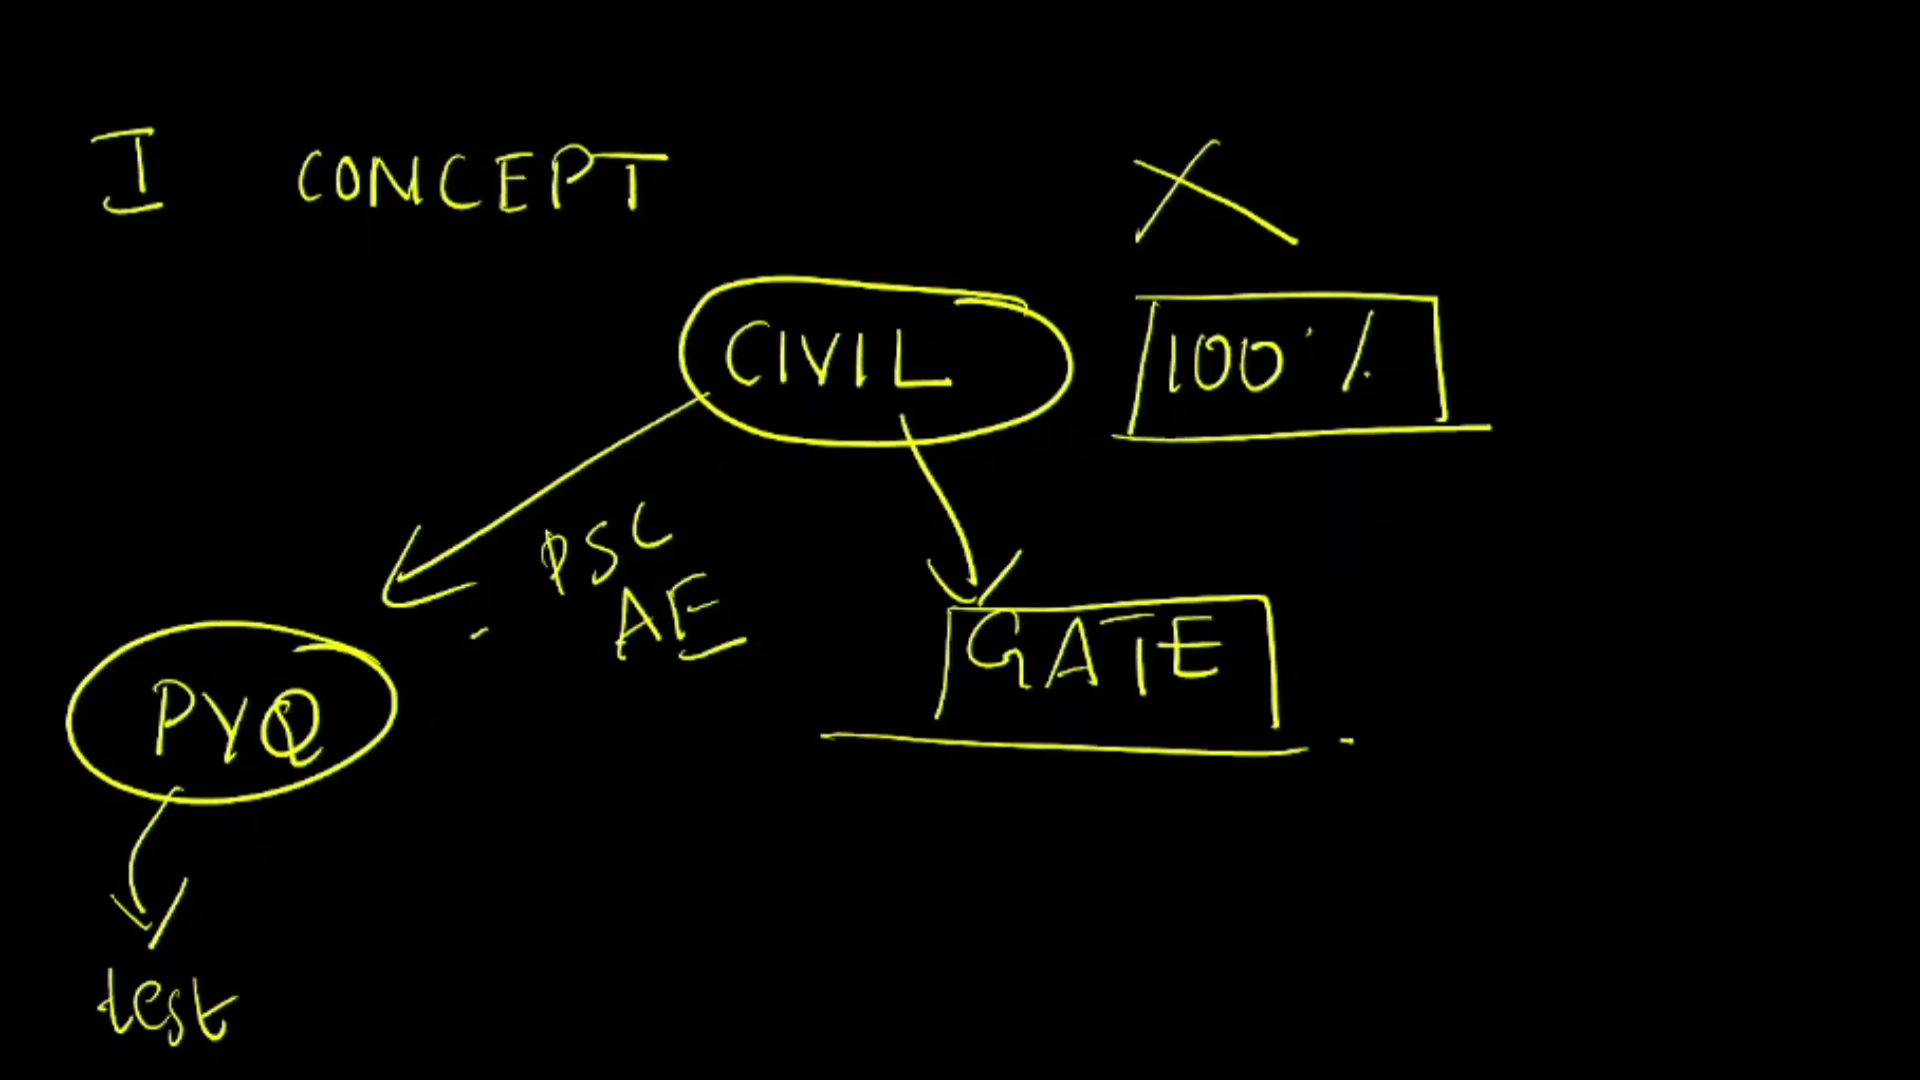 I CONCEPT X
CIVIL 100%
PSC
AE
GATE
PYQ
test